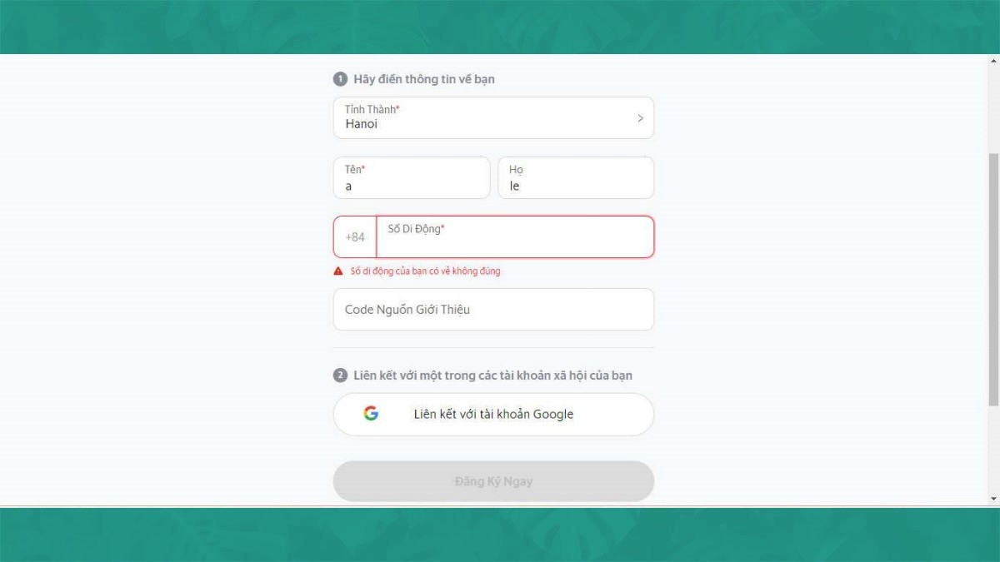 1 Hãy điền thông tin về bạn
Tỉnh Thành*
Hanoi
Tên*
a
Họ
le
+84
Số Di Động*
Số di động của bạn có vẻ không đúng
Code Nguồn Giới Thiệu
2 Liên kết với một trong các tài khoản xã hội của bạn
Liên kết với tài khoản Google
Đăng Ký Ngay